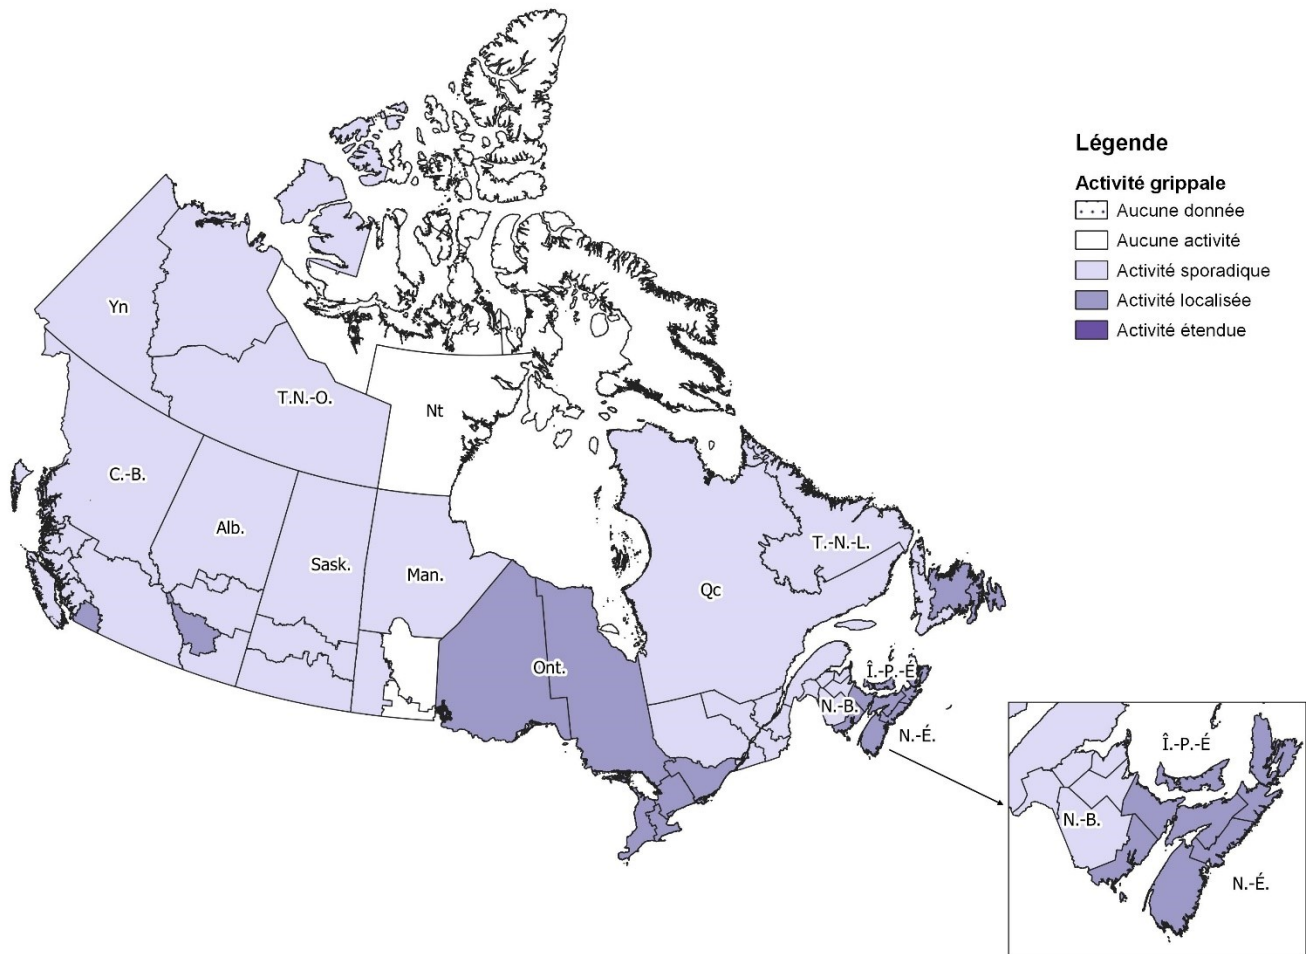 Légende
Activité grippale
Aucune donnée
Aucune activité
Activité sporadique
Activité localisée
Activité étendue
Yn
T.N.-O.
Nt
C.-B.
Alb.
Sask.
Man.
Ont.
Qc
T.-N.-L.
Î.-P.-É
N.-B.
N.-É.
Î.-P.-É
N.-B.
N.-É.